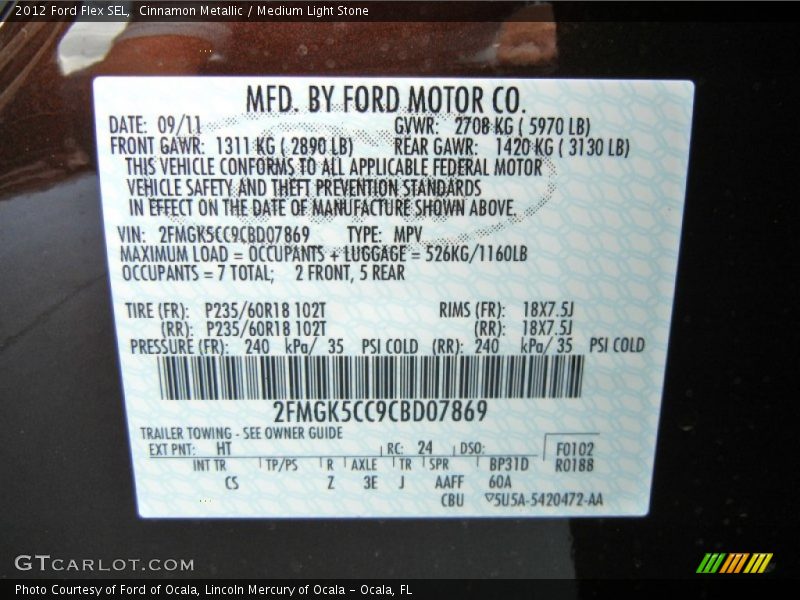 2012 Ford Flex SEL, Cinnamon Metallic / Medium Light Stone
MFD. BY FORD MOTOR CO.
DATE: 09/11 GVWR: 2708 KG ( 5970 LB)
FRONT GAWR: 1311 KG ( 2890 LB) REAR GAWR: 1420 KG ( 3130 LB)
THIS VEHICLE CONFORMS TO ALL APPLICABLE FEDERAL MOTOR
VEHICLE SAFETY AND THEFT PREVENTION STANDARDS
IN EFFECT ON THE DATE OF MANUFACTURE SHOWN ABOVE.
VIN: 2FMGK5CC9CBD07869 TYPE: MPV
MAXIMUM LOAD = OCCUPANTS + LUGGAGE = 526KG/1160LB
OCCUPANTS = 7 TOTAL; 2 FRONT, 5 REAR
TIRE (FR): P235/60R18 102T RIMS (FR): 18X7.5J
(RR): P235/60R18 102T (RR): 18X7.5J
PRESSURE (FR): 240 kPa/ 35 PSI COLD (RR): 240 kPa/ 35 PSI COLD
2FMGK5CC9CBD07869
TRAILER TOWING - SEE OWNER GUIDE
EXT PNT: HT RC: 24 DSO: F0102
INT TR TP/PS R AXLE TR SPR BP31D R0188
CS Z 3E J AAFF 60A
CBU 5U5A-5420472-AA
GTCARLOT.COM
Photo Courtesy of Ford of Ocala, Lincoln Mercury of Ocala - Ocala, FL